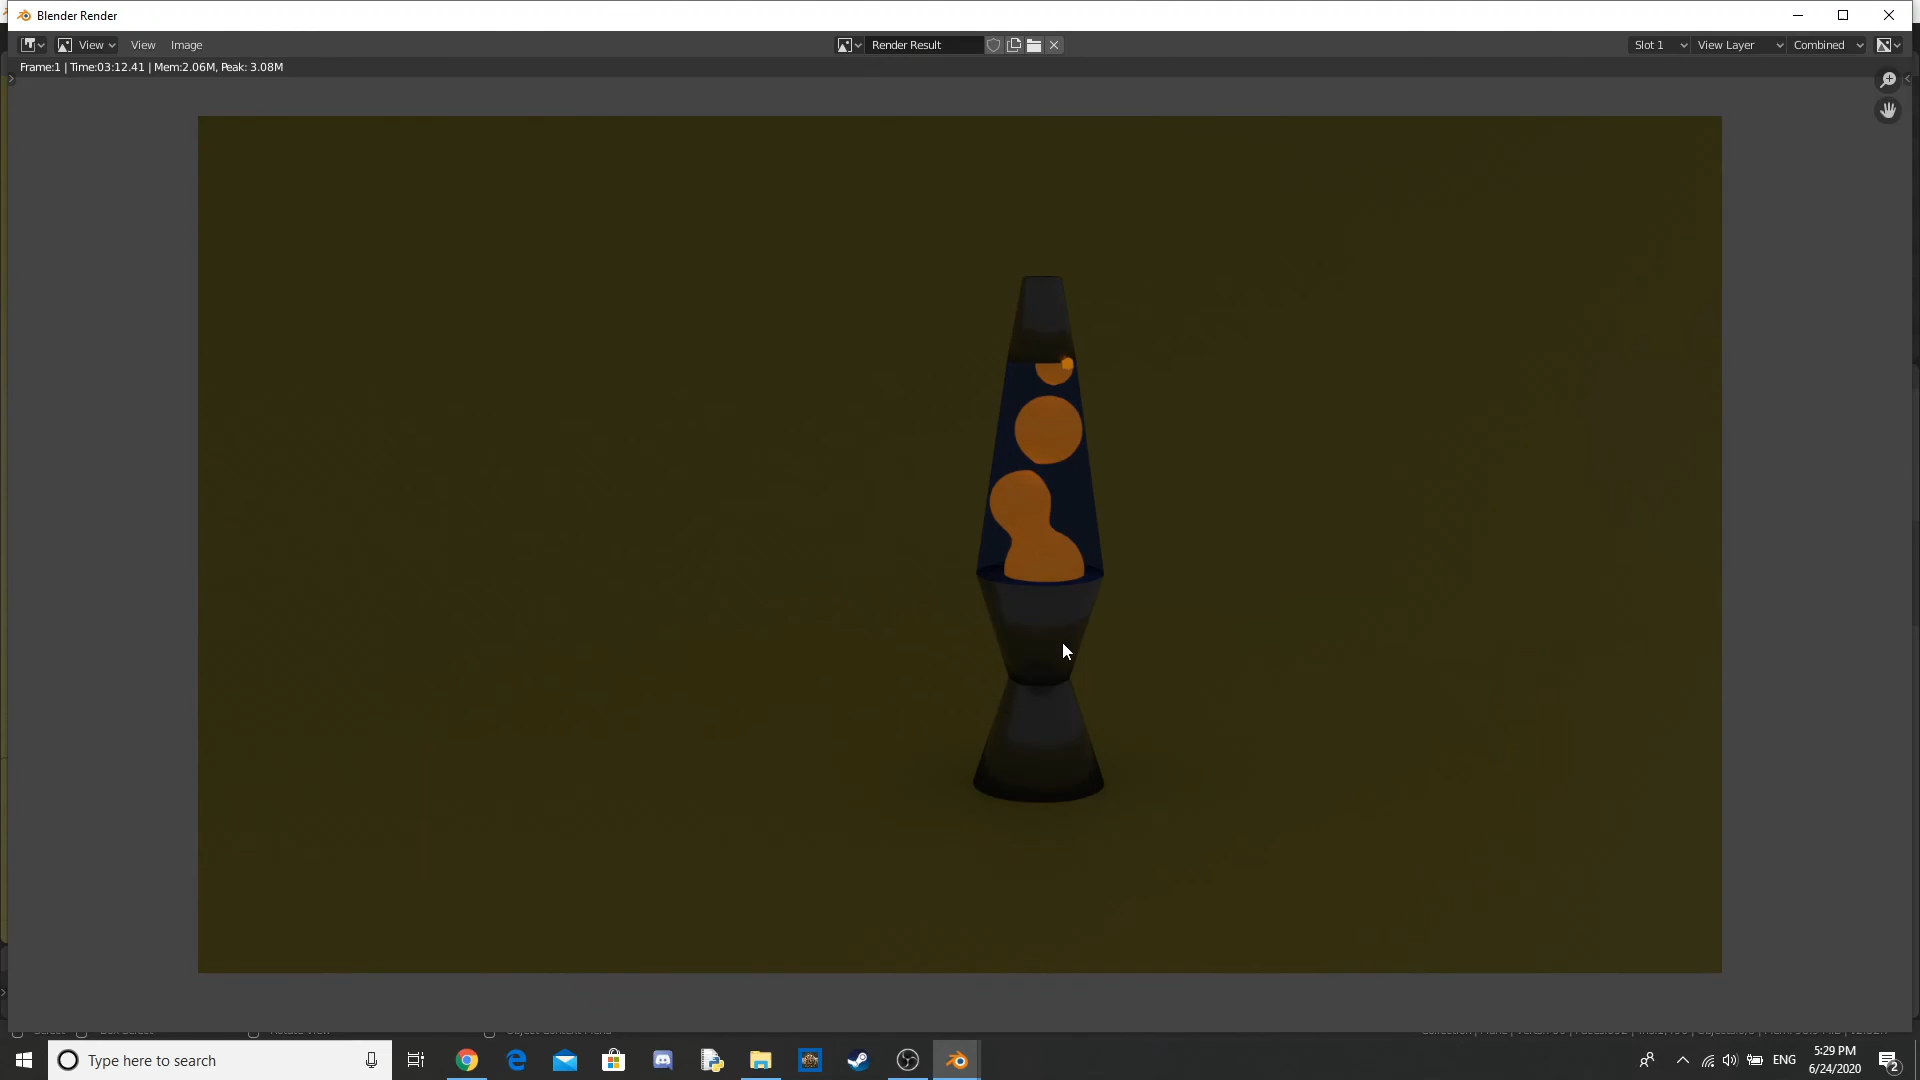 Blender Render
View View Image Render Result Slot 1 View Layer Combined
Frame:1 | Time:03:12.41 | Mem:2.06M, Peak: 3.08M
Type here to search ENG 5:29 PM
6/24/2020
2